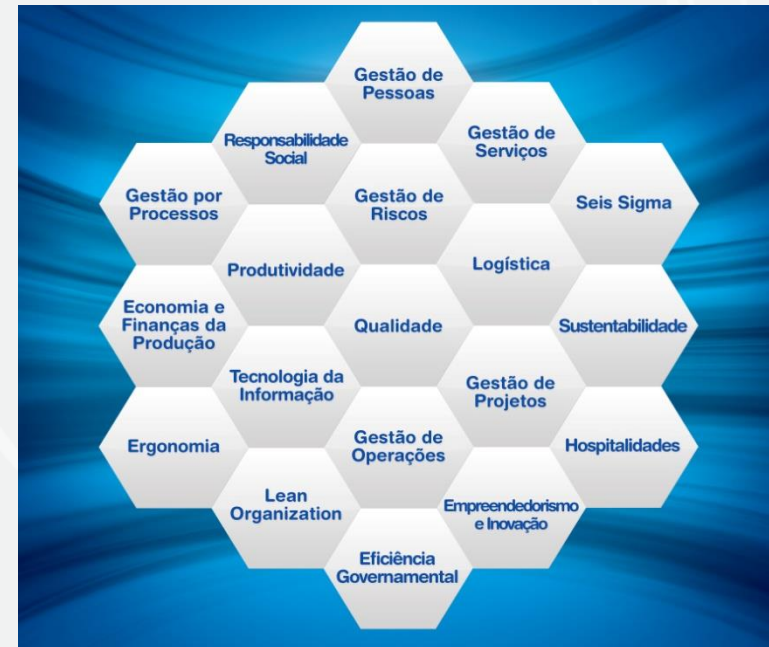 Gestão de
Pessoas
Responsabilidade
Social
Gestão de
Serviços
Gestão por
Processos
Gestão de
Riscos
Seis Sigma
Produtividade
Logística
Economia e
Finanças da
Produção
Qualidade
Sustentabilidade
Tecnologia da
Informação
Gestão de
Projetos
Ergonomia
Gestão de
Operações
Hospitalidades
Lean
Organization
Empreendedorismo
e Inovação
Eficiência
Governamental